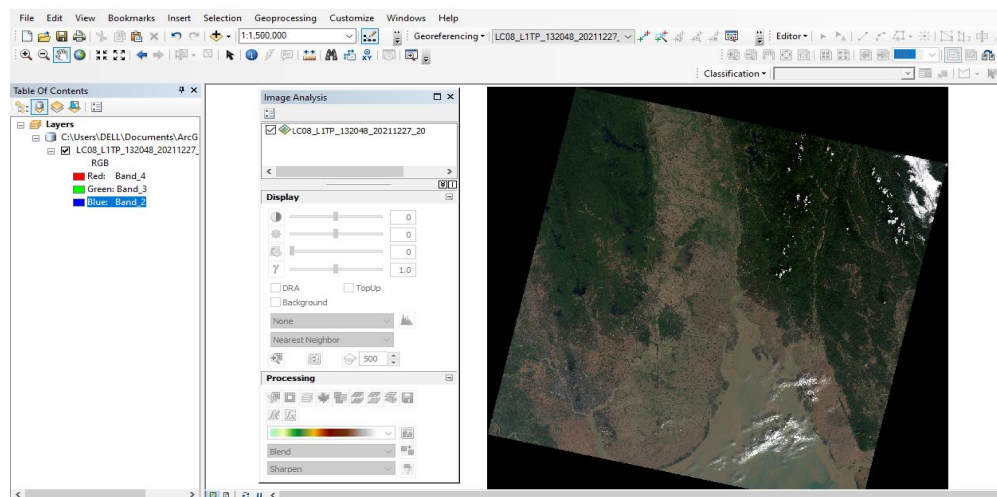 File Edit View Bookmarks Insert Selection Geoprocessing Customize Windows Help
1:1,500,000 Georeferencing LC08_L1TP_132048_20211227_ Editor
Classification
Table Of Contents
Layers
C:\Users\DELL\Documents\ArcG
LC08_L1TP_132048_20211227_
RGB
Red: Band_4
Green: Band_3
Blue: Band_2
Image Analysis
LC08_L1TP_132048_20211227_20
Display
0
0
0
1.0
DRA TopUp
Background
None
Nearest Neighbor
500
Processing
Blend
Sharpen